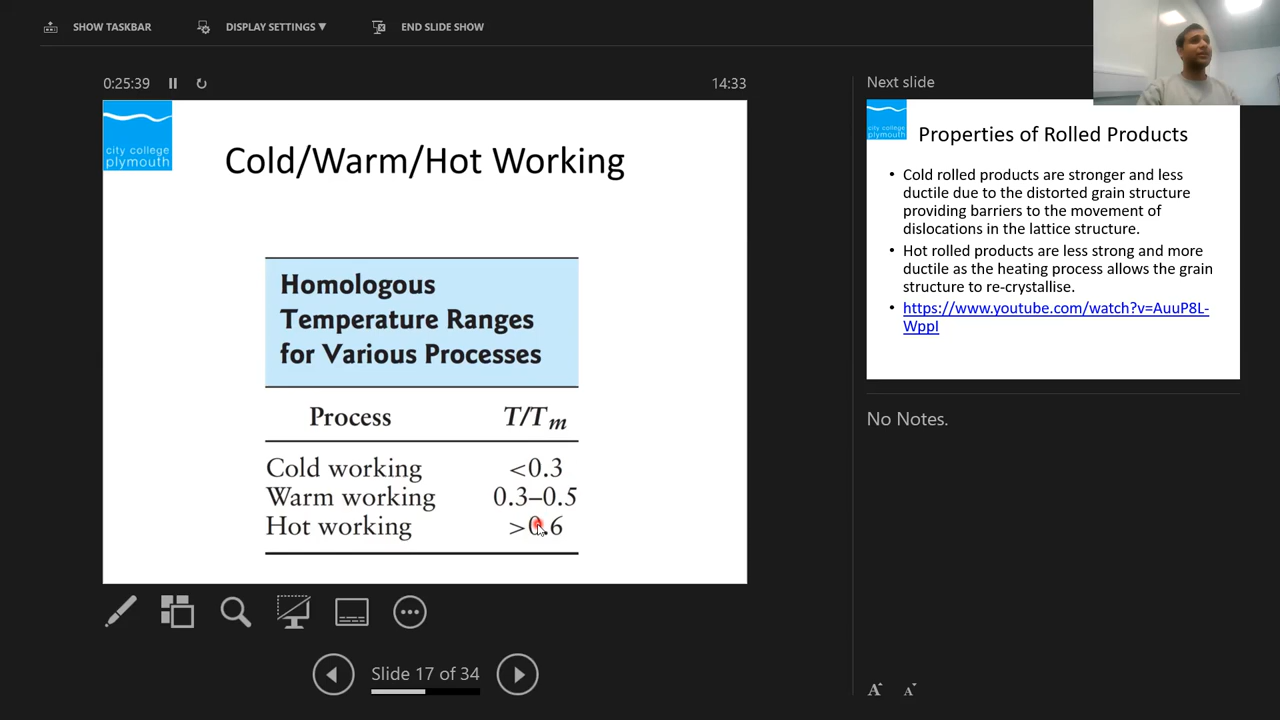 SHOW TASKBAR
DISPLAY SETTINGS ▼
END SLIDE SHOW
0:25:39
14:33
city college
plymouth
Cold/Warm/Hot Working
Homologous
Temperature Ranges
for Various Processes
Process T/Tm
Cold working <0.3
Warm working 0.3–0.5
Hot working >0.6
Slide 17 of 34
Next slide
city college
plymouth
Properties of Rolled Products
• Cold rolled products are stronger and less
ductile due to the distorted grain structure
providing barriers to the movement of
dislocations in the lattice structure.
• Hot rolled products are less strong and more
ductile as the heating process allows the grain
structure to re-crystallise.
• https://www.youtube.com/watch?v=AuuP8L-
WppI
No Notes.
A A